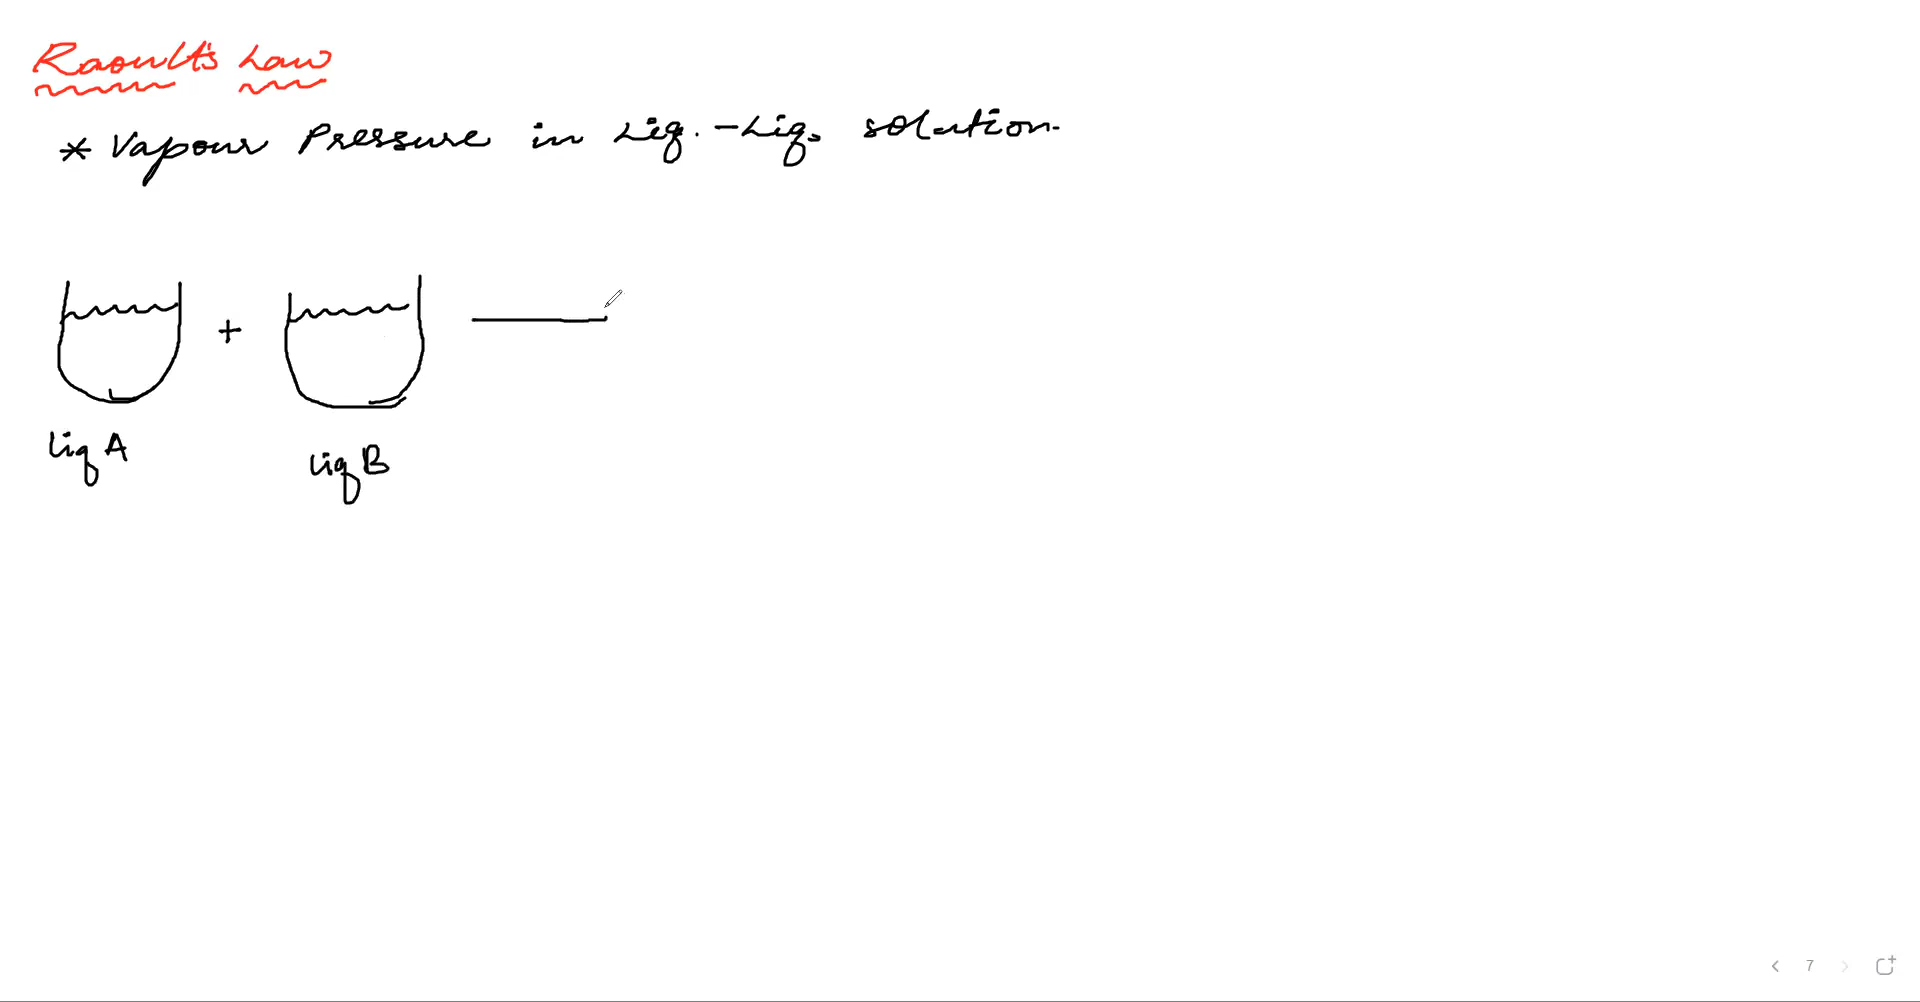 Raoult's Law
* Vapour Pressure in Liq. - Liq. solution.
+
liq A
liq B
7